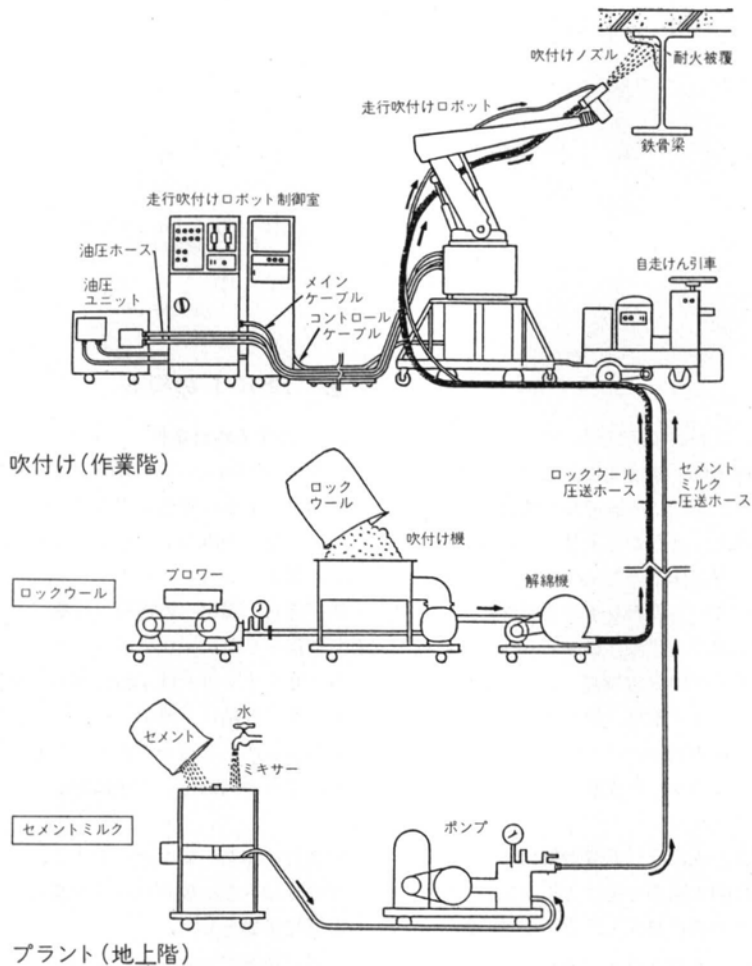 吹付けノズル
耐火被覆
走行吹付けロボット
鉄骨梁
走行吹付けロボット制御室
油圧ホース
油圧
ユニット
メイン
ケーブル
コントロール
ケーブル
自走けん引車
吹付け(作業階)
ロック
ウール
吹付け機
ロックウール
圧送ホース
セメント
ミルク
圧送ホース
ブロワー
解綿機
ロックウール
水
セメント
ミキサー
セメントミルク
ポンプ
プラント(地上階)